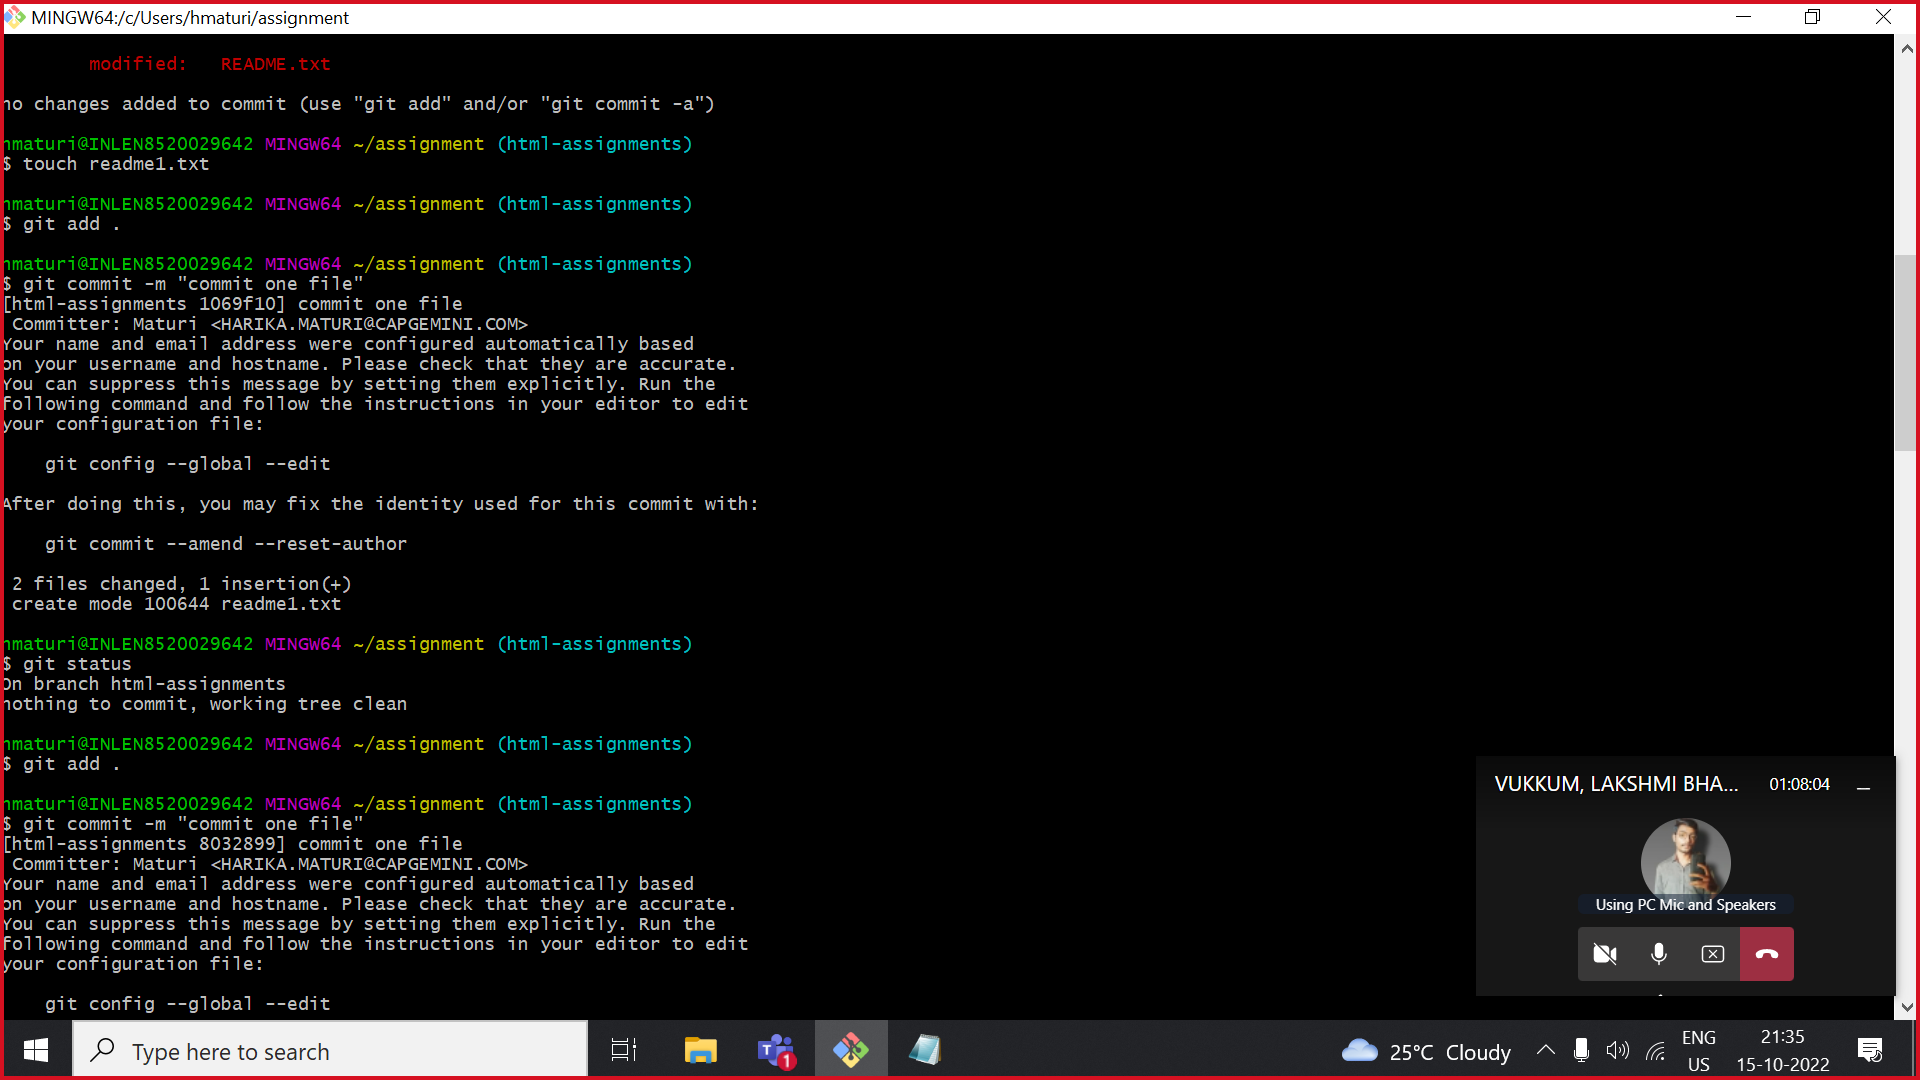 MINGW64:/c/Users/hmaturi/assignment
modified: README.txt
no changes added to commit (use "git add" and/or "git commit -a")
hmaturi@INLEN8520029642 MINGW64 ~/assignment (html-assignments)
$ touch readme1.txt
hmaturi@INLEN8520029642 MINGW64 ~/assignment (html-assignments)
$ git add .
hmaturi@INLEN8520029642 MINGW64 ~/assignment (html-assignments)
$ git commit -m "commit one file"
[html-assignments 1069f10] commit one file
Committer: Maturi <HARIKA.MATURI@CAPGEMINI.COM>
Your name and email address were configured automatically based
on your username and hostname. Please check that they are accurate.
You can suppress this message by setting them explicitly. Run the
following command and follow the instructions in your editor to edit
your configuration file:
git config --global --edit
After doing this, you may fix the identity used for this commit with:
git commit --amend --reset-author
2 files changed, 1 insertion(+)
create mode 100644 readme1.txt
hmaturi@INLEN8520029642 MINGW64 ~/assignment (html-assignments)
$ git status
On branch html-assignments
nothing to commit, working tree clean
hmaturi@INLEN8520029642 MINGW64 ~/assignment (html-assignments)
$ git add .
hmaturi@INLEN8520029642 MINGW64 ~/assignment (html-assignments)
$ git commit -m "commit one file"
[html-assignments 8032899] commit one file
Committer: Maturi <HARIKA.MATURI@CAPGEMINI.COM>
Your name and email address were configured automatically based
on your username and hostname. Please check that they are accurate.
You can suppress this message by setting them explicitly. Run the
following command and follow the instructions in your editor to edit
your configuration file:
git config --global --edit
VUKKUM, LAKSHMI BHA... 01:08:04
Using PC Mic and Speakers
Type here to search
T 1
25°C Cloudy
ENG
US
21:35
15-10-2022